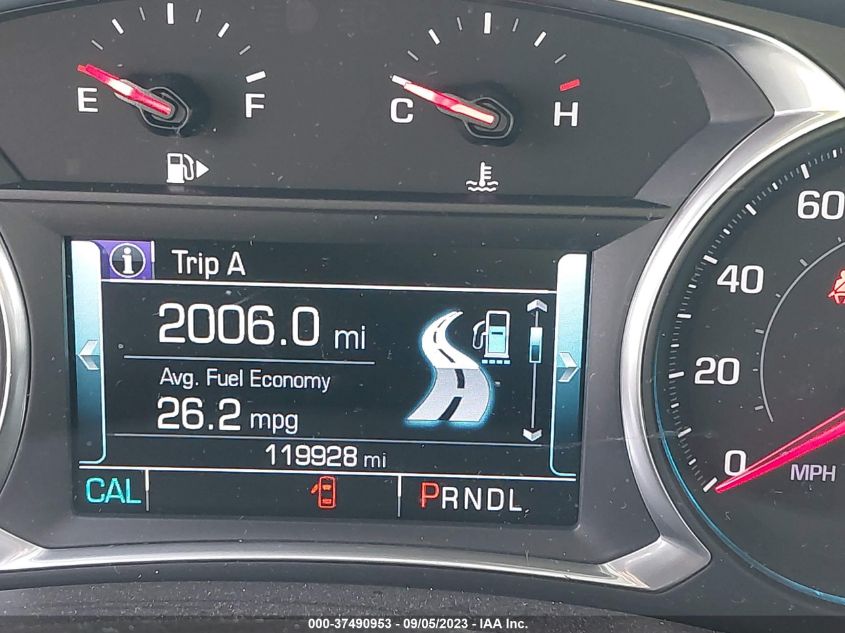 E F
C H
Trip A
2006.0 mi
Avg. Fuel Economy
26.2 mpg
119928 mi
CAL
PRNDL
60
40
20
0
MPH
000-37490953 // 09/05/2023 - IAA Inc.